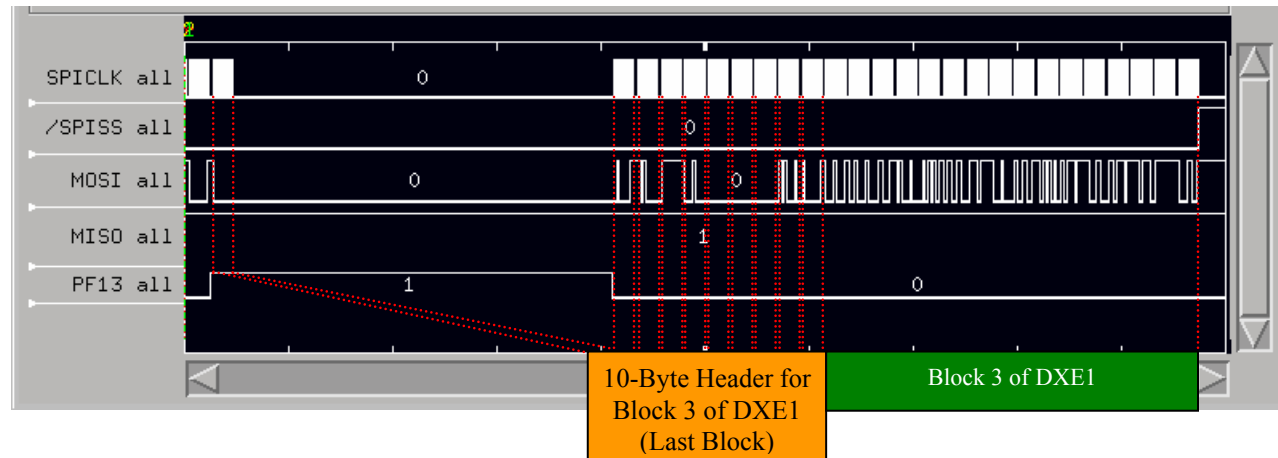 2
SPICLK all
0
/SPISS all
0
MOSI all
0
0
MISO all
1
PF13 all
1
0
10-Byte Header for
Block 3 of DXE1
(Last Block)
Block 3 of DXE1